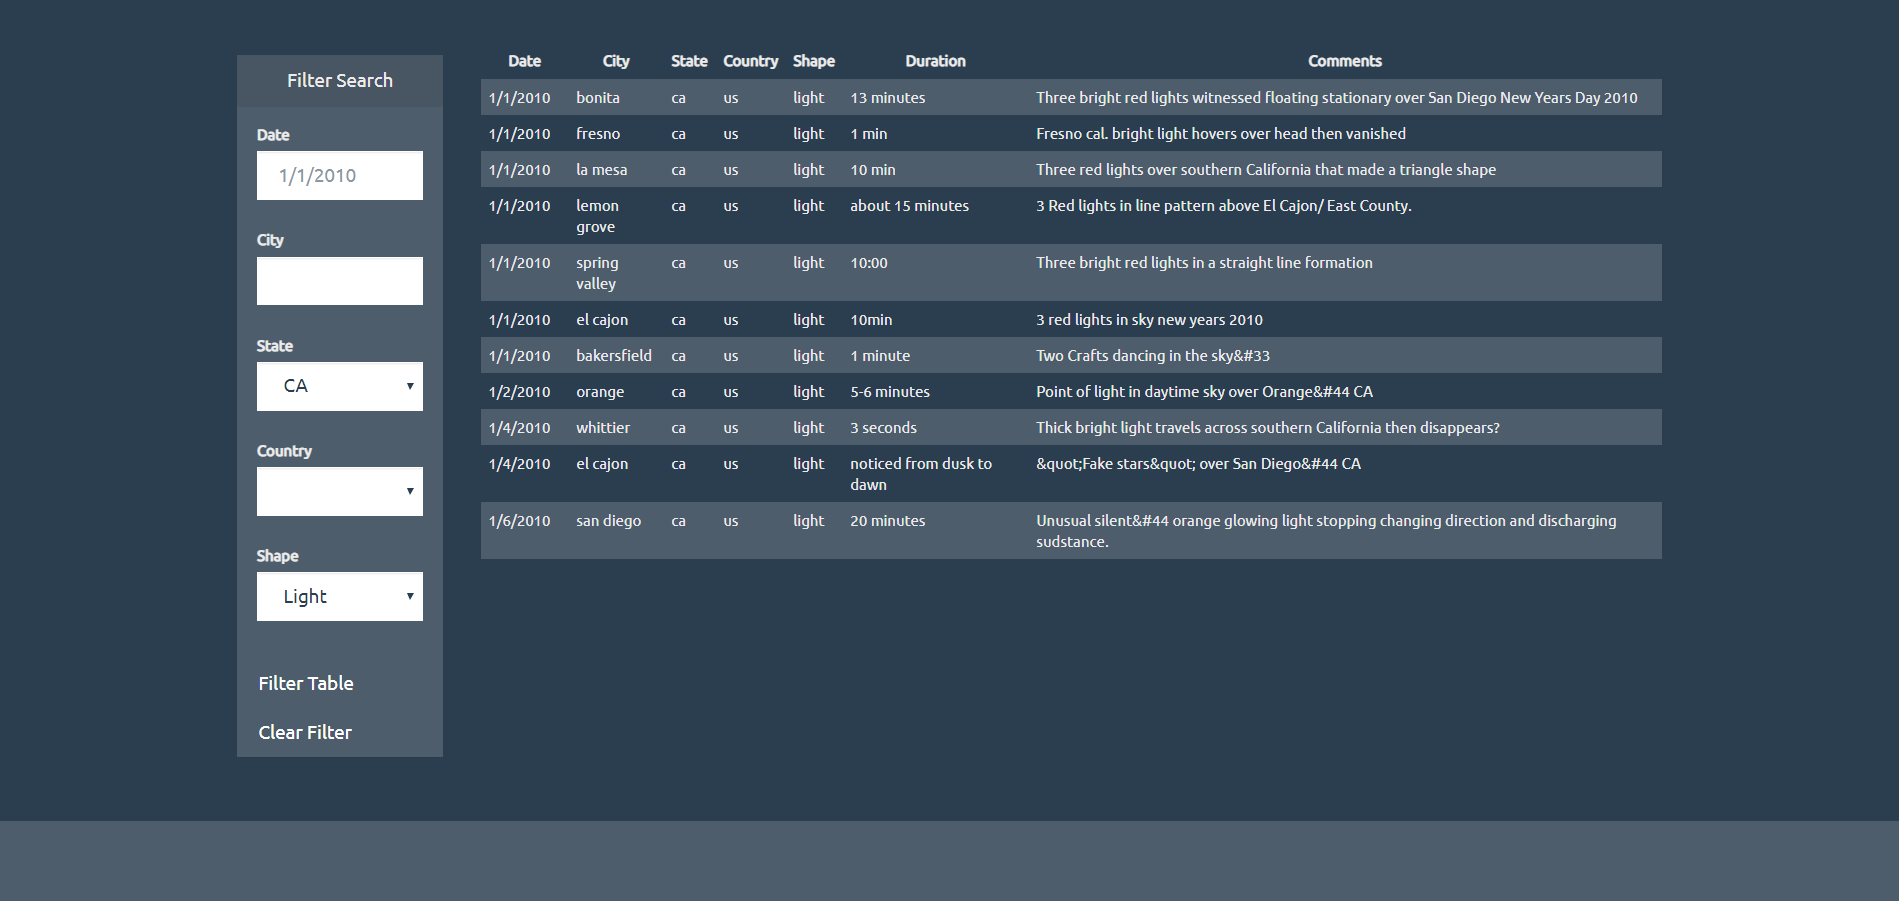 Filter Search
Date
1/1/2010
City
State
CA
Country
Shape
Light
Filter Table
Clear Filter
Date City State Country Shape Duration Comments
1/1/2010 bonita ca us light 13 minutes Three bright red lights witnessed floating stationary over San Diego New Years Day 2010
1/1/2010 fresno ca us light 1 min Fresno cal. bright light hovers over head then vanished
1/1/2010 la mesa ca us light 10 min Three red lights over southern California that made a triangle shape
1/1/2010 lemon ca us light about 15 minutes 3 Red lights in line pattern above El Cajon/ East County.
grove
1/1/2010 spring ca us light 10:00 Three bright red lights in a straight line formation
valley
1/1/2010 el cajon ca us light 10min 3 red lights in sky new years 2010
1/1/2010 bakersfield ca us light 1 minute Two Crafts dancing in the sky&#33
1/2/2010 orange ca us light 5-6 minutes Point of light in daytime sky over Orange&#44 CA
1/4/2010 whittier ca us light 3 seconds Thick bright light travels across southern California then disappears?
1/4/2010 el cajon ca us light noticed from dusk to &quot;Fake stars&quot; over San Diego&#44 CA
dawn
1/6/2010 san diego ca us light 20 minutes Unusual silent&#44 orange glowing light stopping changing direction and discharging
sudstance.